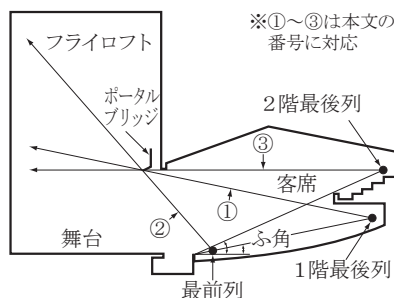 ※①～③は本文の
番号に対応
フライロフト
ポータル
ブリッジ
2階最後列
③
客席
①
②
ふ角
舞台
1階最後列
最前列